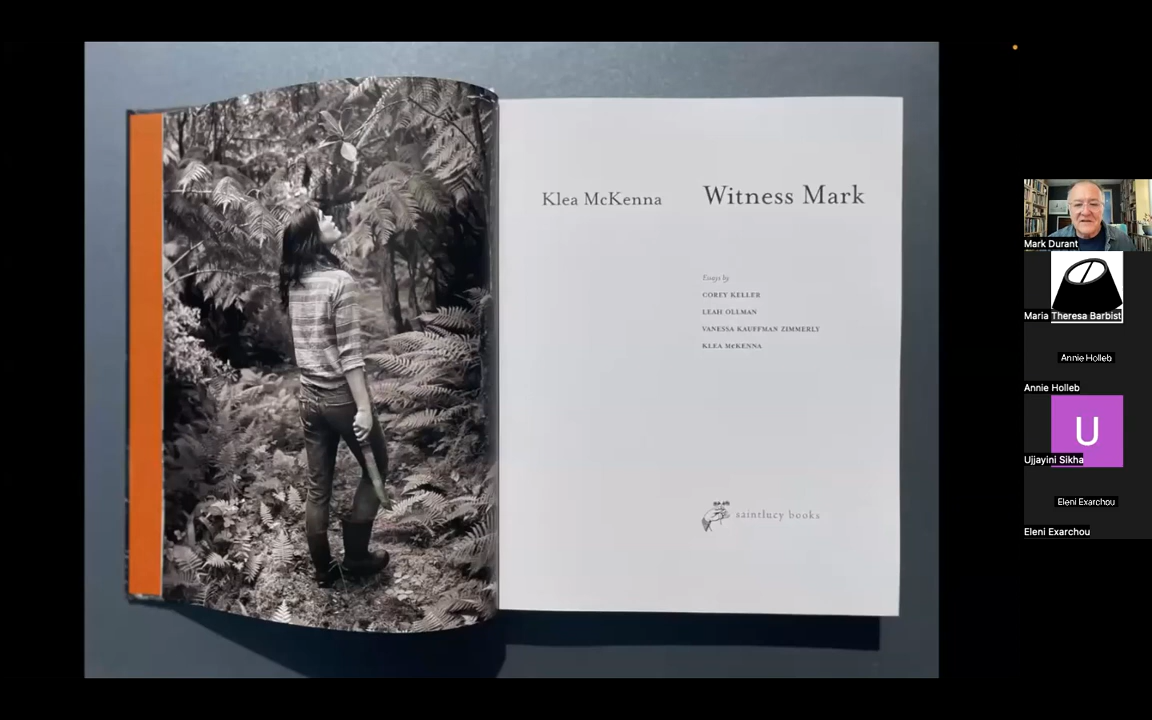 Klea McKenna
Witness Mark
Essays by
COREY KELLER
LEAH OLLMAN
VANESSA KAUFFMAN ZIMMERLY
KLEA McKENNA
saintlucy books
Mark Durant
Maria Theresa Barbist
Annie Holleb
Annie Holleb
U
Ujjayini Sikha
Eleni Exarchou
Eleni Exarchou